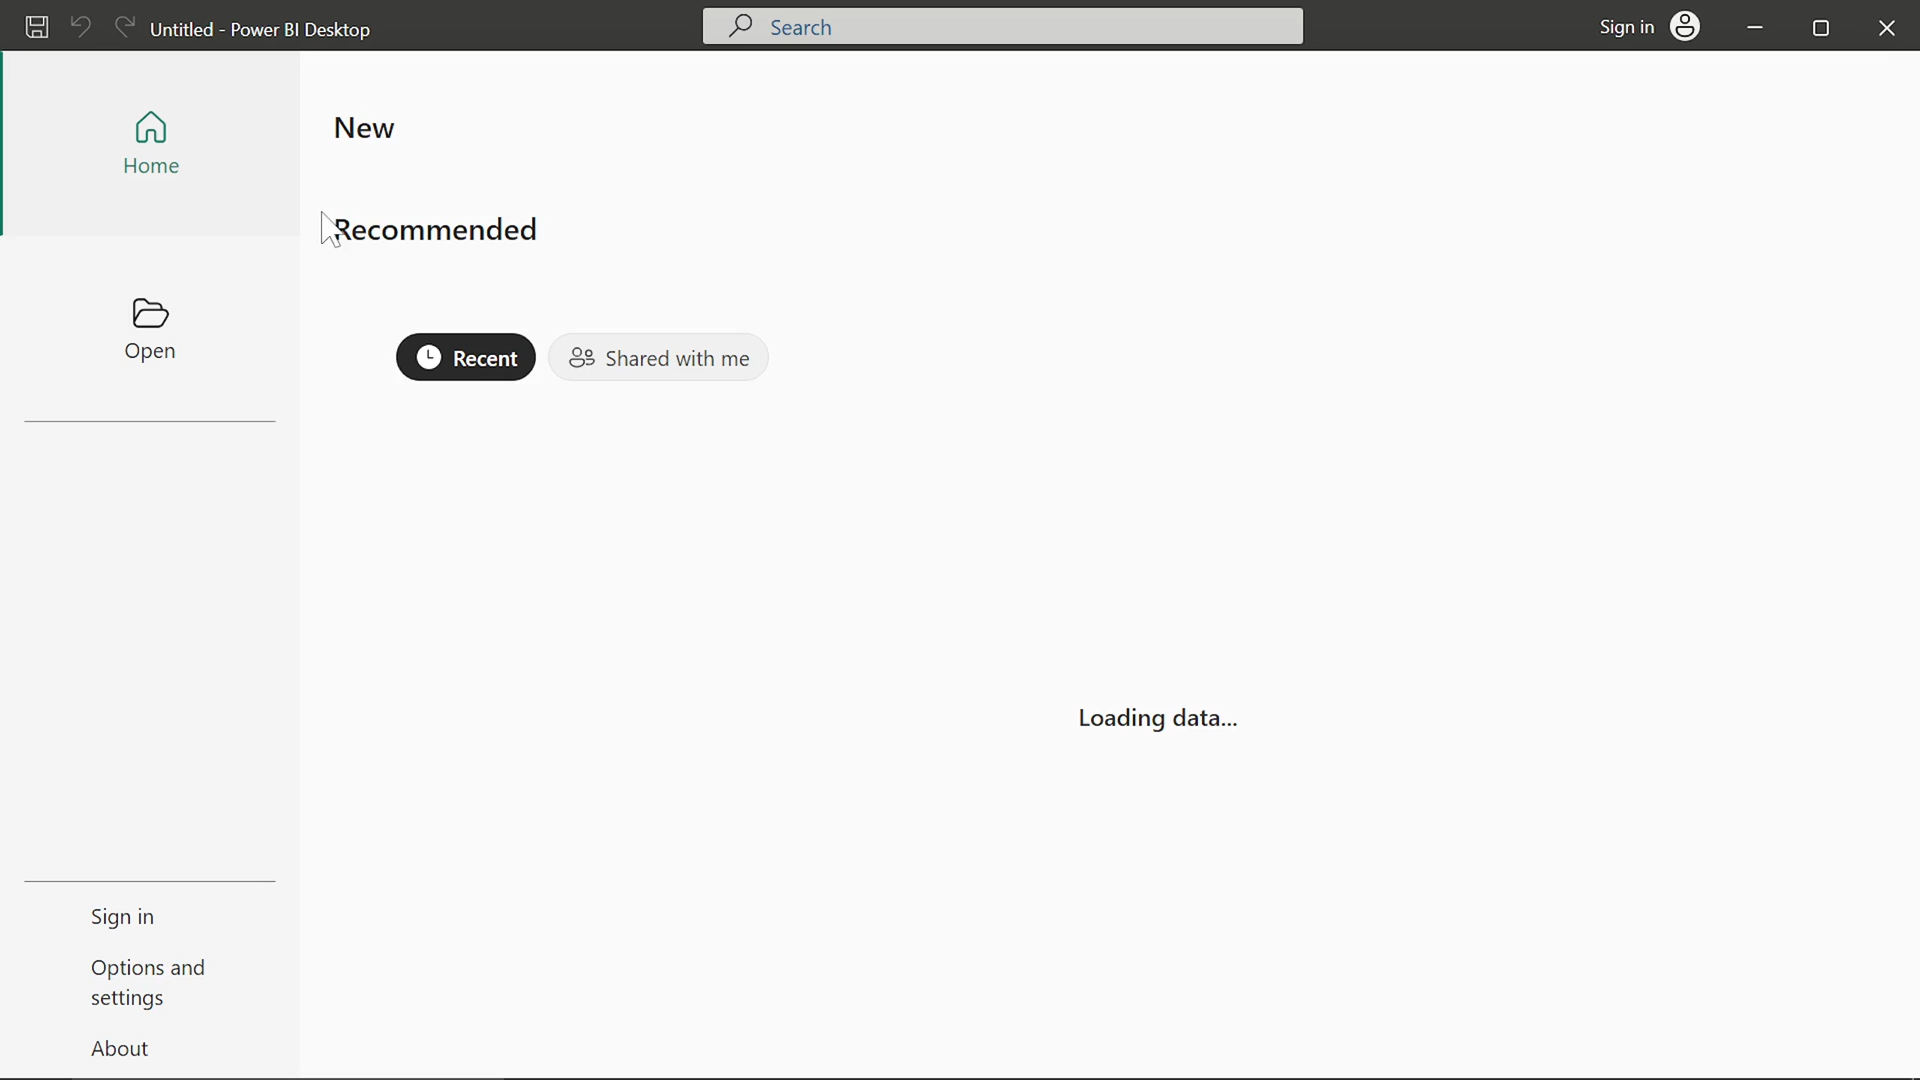 Untitled - Power BI Desktop
Search
Sign in
Home
Open
Sign in
Options and
settings
About
New
Recommended
Recent
Shared with me
Loading data...